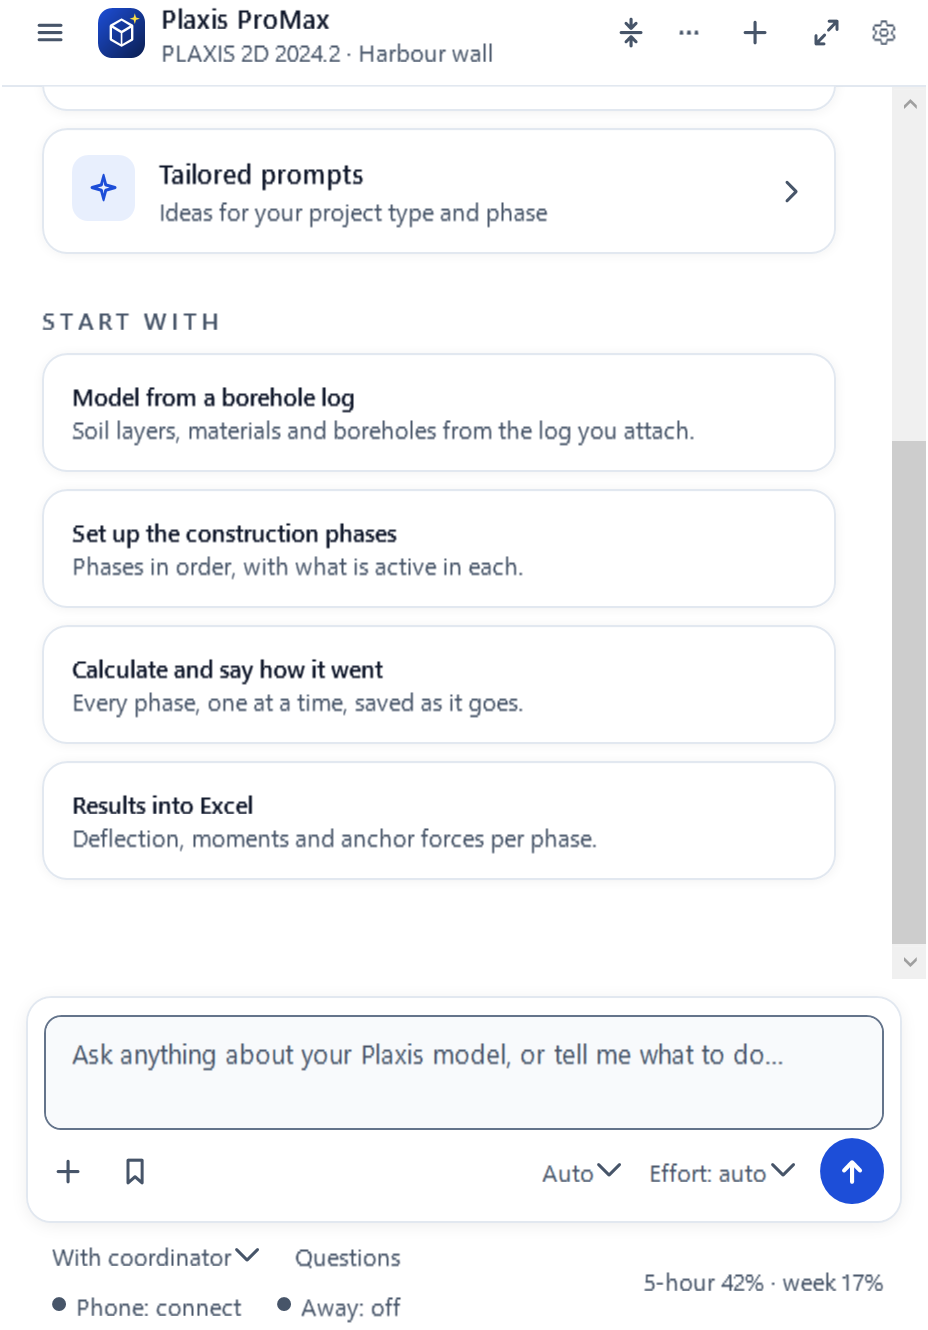 Plaxis ProMax
PLAXIS 2D 2024.2 · Harbour wall
Tailored prompts
Ideas for your project type and phase
START WITH
Model from a borehole log
Soil layers, materials and boreholes from the log you attach.
Set up the construction phases
Phases in order, with what is active in each.
Calculate and say how it went
Every phase, one at a time, saved as it goes.
Results into Excel
Deflection, moments and anchor forces per phase.
Ask anything about your Plaxis model, or tell me what to do...
Auto Effort: auto
With coordinator Questions
5-hour 42% · week 17%
Phone: connect Away: off